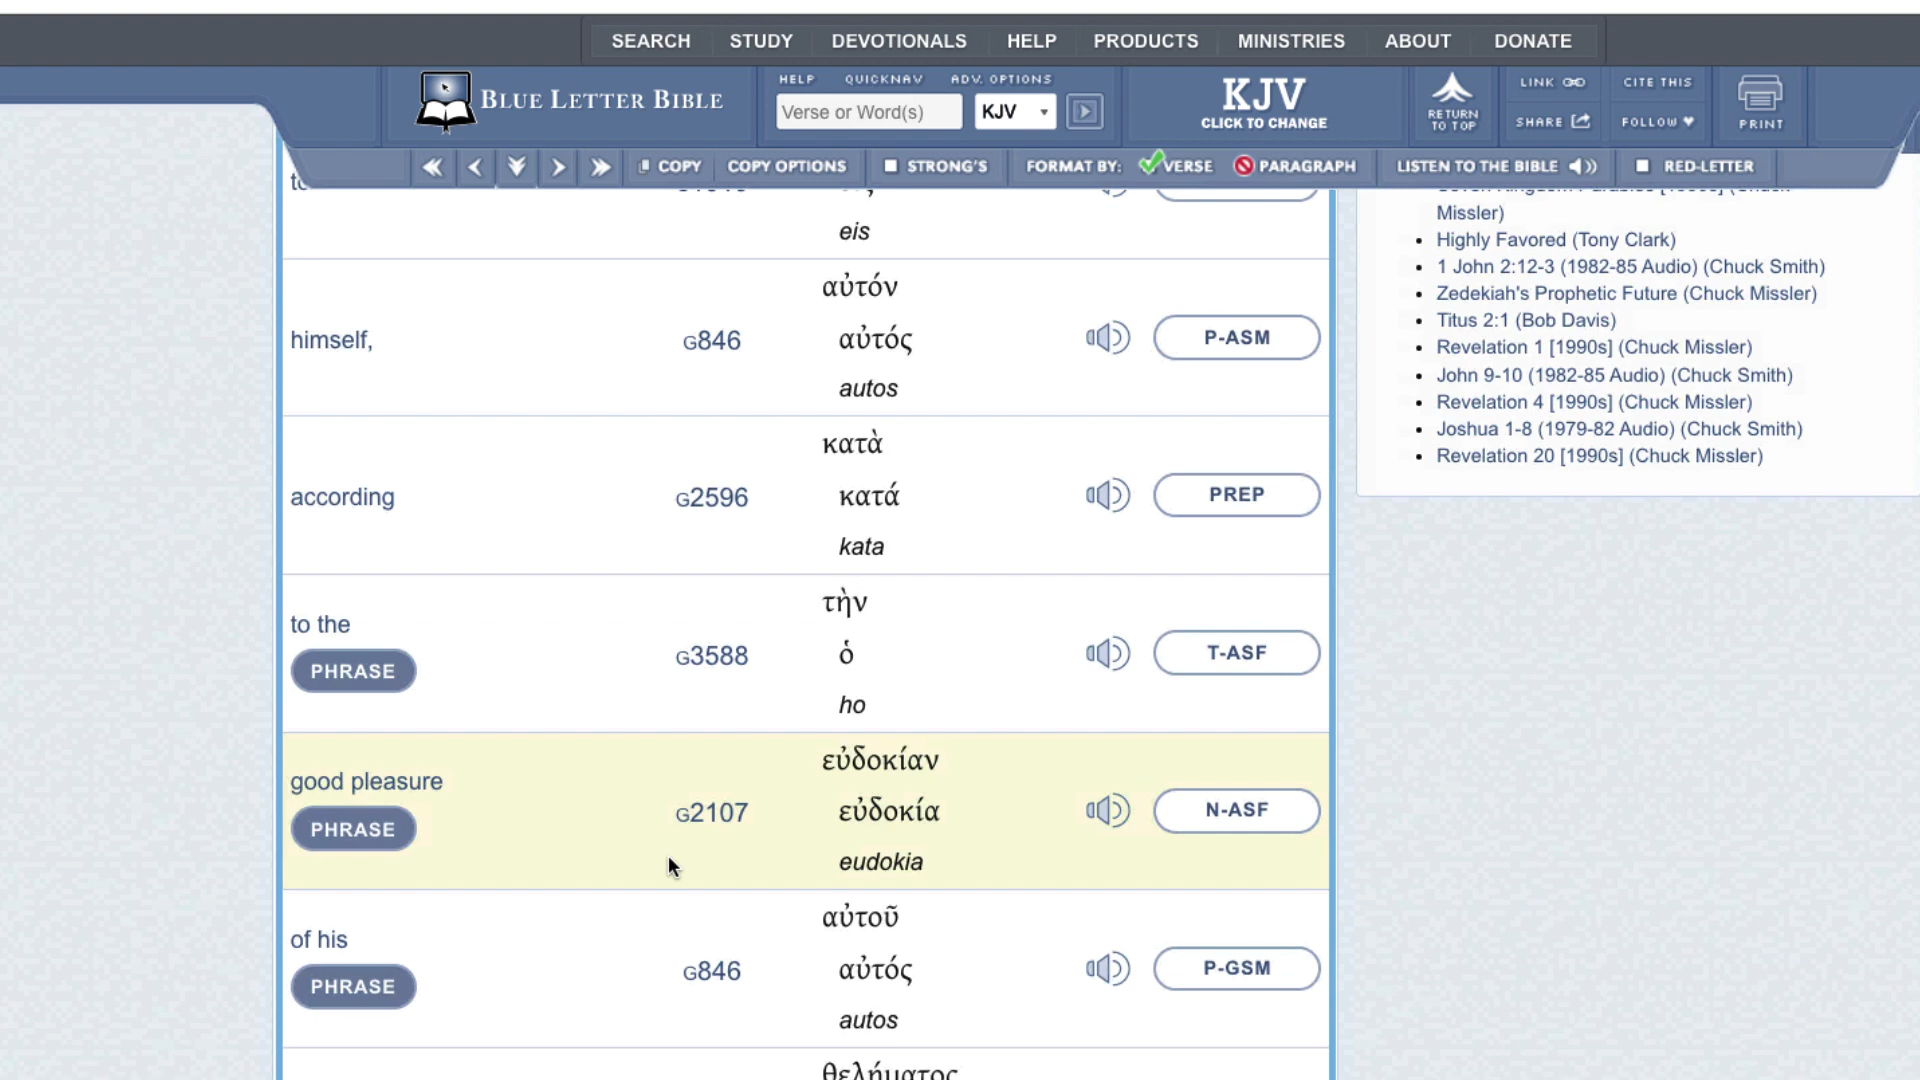 SEARCH STUDY DEVOTIONALS HELP PRODUCTS MINISTRIES ABOUT DONATE
BLUE LETTER BIBLE
HELP QUICKNAV ADV. OPTIONS
Verse or Word(s) KJV
KJV
CLICK TO CHANGE
RETURN
TO TOP
LINK
SHARE
CITE THIS
FOLLOW
PRINT
COPY COPY OPTIONS STRONG'S FORMAT BY: VERSE PARAGRAPH LISTEN TO THE BIBLE RED-LETTER
eis
αὐτόν
himself, G846 αὐτός P-ASM
autos
κατὰ
according G2596 κατά PREP
kata
τὴν
to the
PHRASE
G3588 ὁ T-ASF
ho
εὐδοκίαν
good pleasure
PHRASE
G2107 εὐδοκία N-ASF
eudokia
αὐτοῦ
of his
PHRASE
G846 αὐτός P-GSM
autos
θελήματος
Missler)
Highly Favored (Tony Clark)
1 John 2:12-3 (1982-85 Audio) (Chuck Smith)
Zedekiah's Prophetic Future (Chuck Missler)
Titus 2:1 (Bob Davis)
Revelation 1 [1990s] (Chuck Missler)
John 9-10 (1982-85 Audio) (Chuck Smith)
Revelation 4 [1990s] (Chuck Missler)
Joshua 1-8 (1979-82 Audio) (Chuck Smith)
Revelation 20 [1990s] (Chuck Missler)